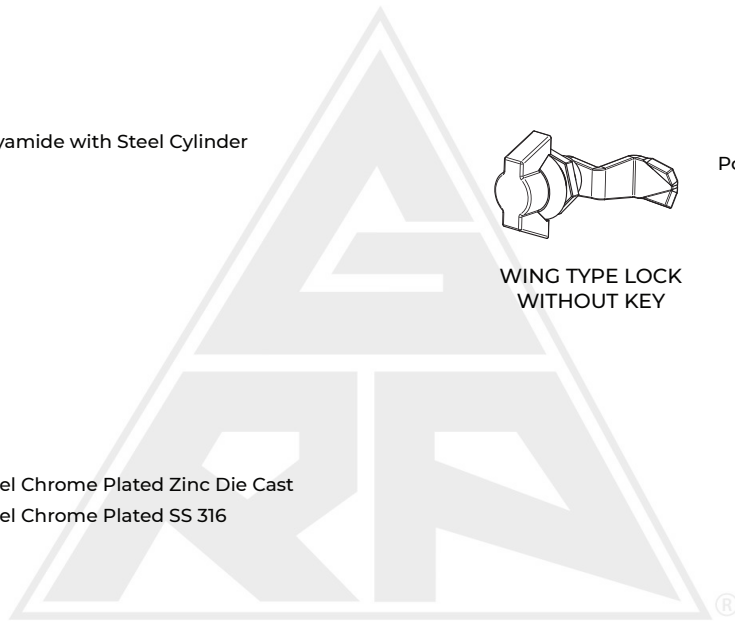 yamide with Steel Cylinder
Po
WING TYPE LOCK
WITHOUT KEY
el Chrome Plated Zinc Die Cast
el Chrome Plated SS 316
GRP
®